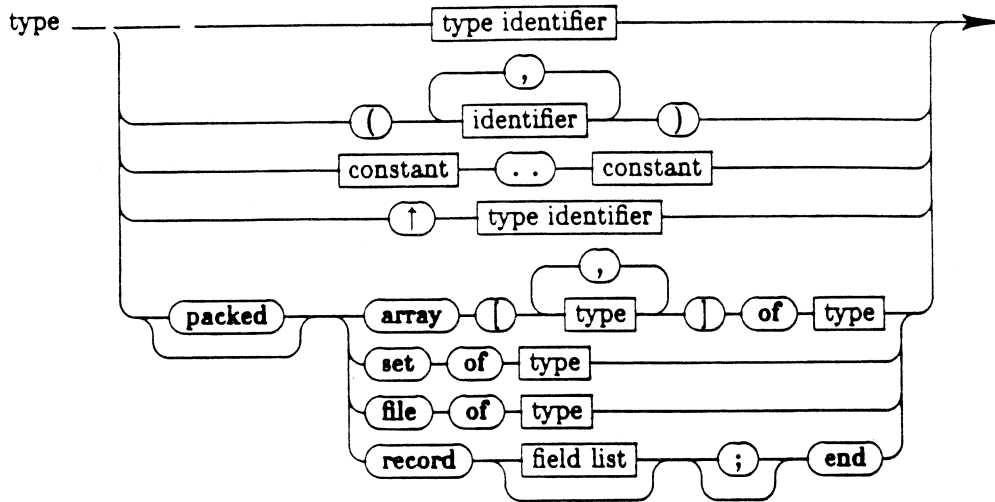 type type identifier
,
( identifier )
constant .. constant
↑ type identifier
,
packed array [ type ] of type
set of type
file of type
record field list ; end